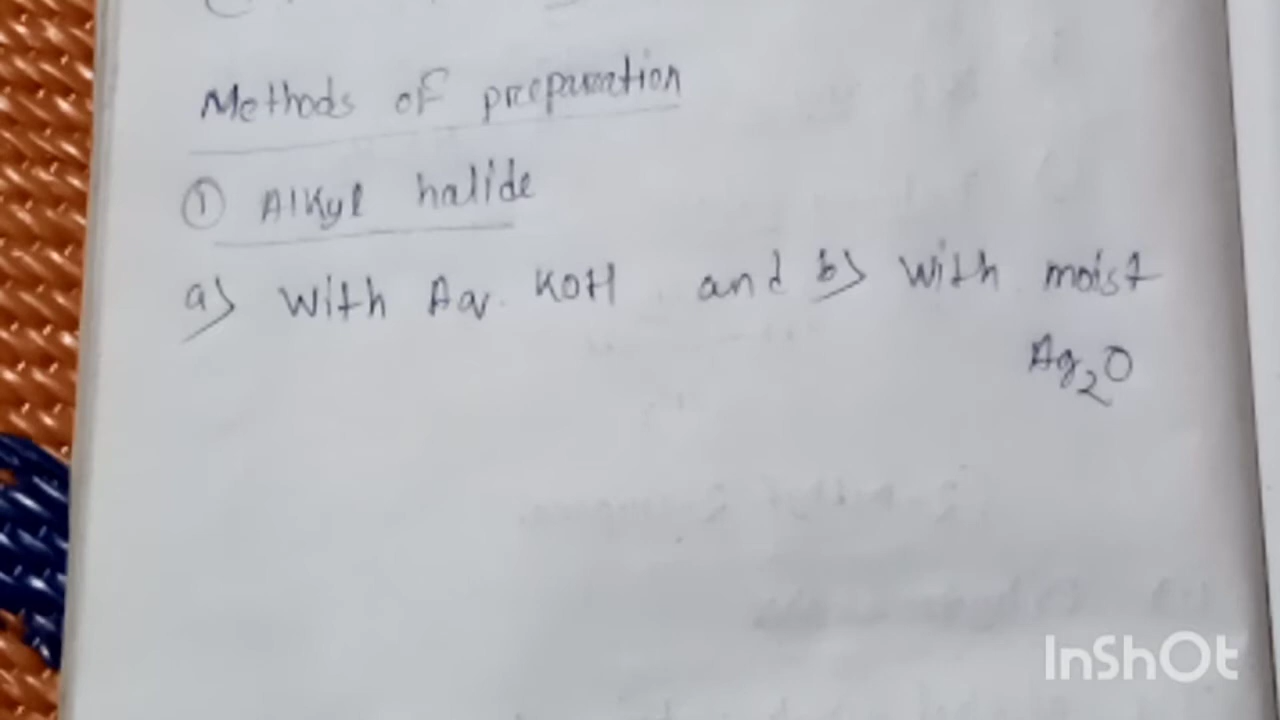 Methods of preparation
① Alkyl halide
a) With Aq. KOH and b) With moist
Ag₂O
InShOt